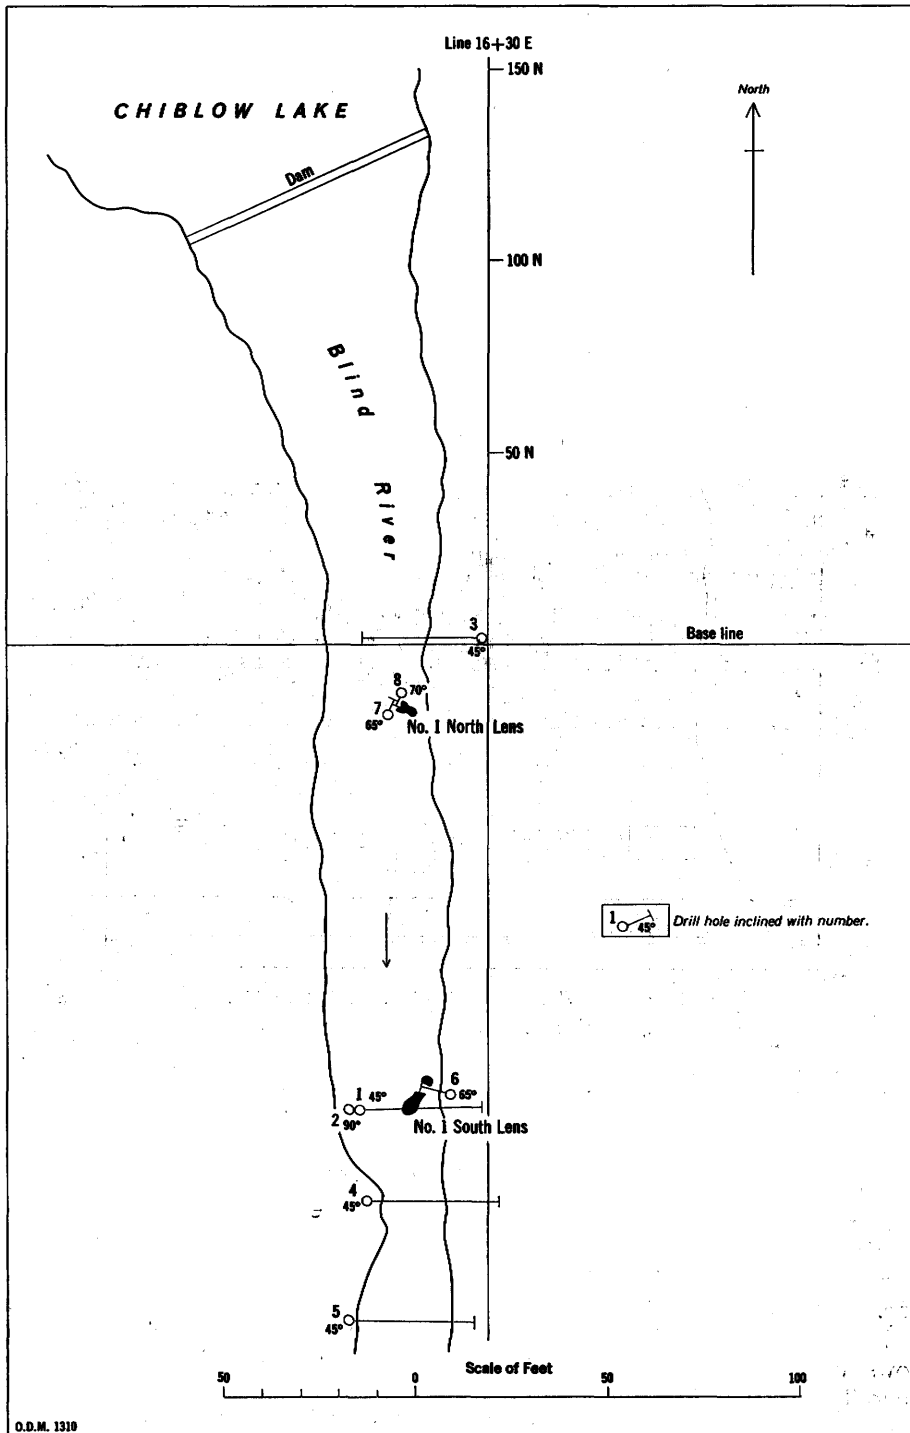 Line 16+30 E
150 N
North
CHIBLOW LAKE
Dam
100 N
Blind
River
50 N
3
45°
Base line
8
70°
7
65°
No. 1 North Lens
1
45°
Drill hole inclined with number.
6
65°
1
45°
2
90°
No. 1 South Lens
4
45°
5
45°
Scale of Feet
50
0
50
100
O.D.M. 1310